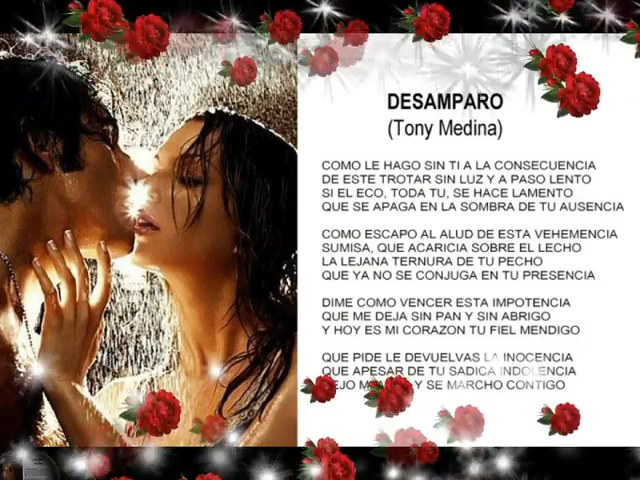 DESAMPARO
(Tony Medina)
COMO LE HAGO SIN TI A LA CONSECUENCIA
DE ESTE TROTAR SIN LUZ Y A PASO LENTO
SI EL ECO, TODA TU, SE HACE LAMENTO
QUE SE APAGA EN LA SOMBRA DE TU AUSENCIA
COMO ESCAPO AL ALUD DE ESTA VEHEMENCIA
SUMISA, QUE ACARICIA SOBRE EL LECHO
LA LEJANA TERNURA DE TU PECHO
QUE YA NO SE CONJUGA EN TU PRESENCIA
DIME COMO VENCER ESTA IMPOTENCIA
QUE ME DEJA SIN PAN Y SIN ABRIGO
Y HOY ES MI CORAZON TU FIEL MENDIGO
QUE PIDE LE DEVUELVAS LA INOCENCIA
QUE APESAR DE TU SADICA INDOLENCIA
Y SE MARCHO CONTIGO